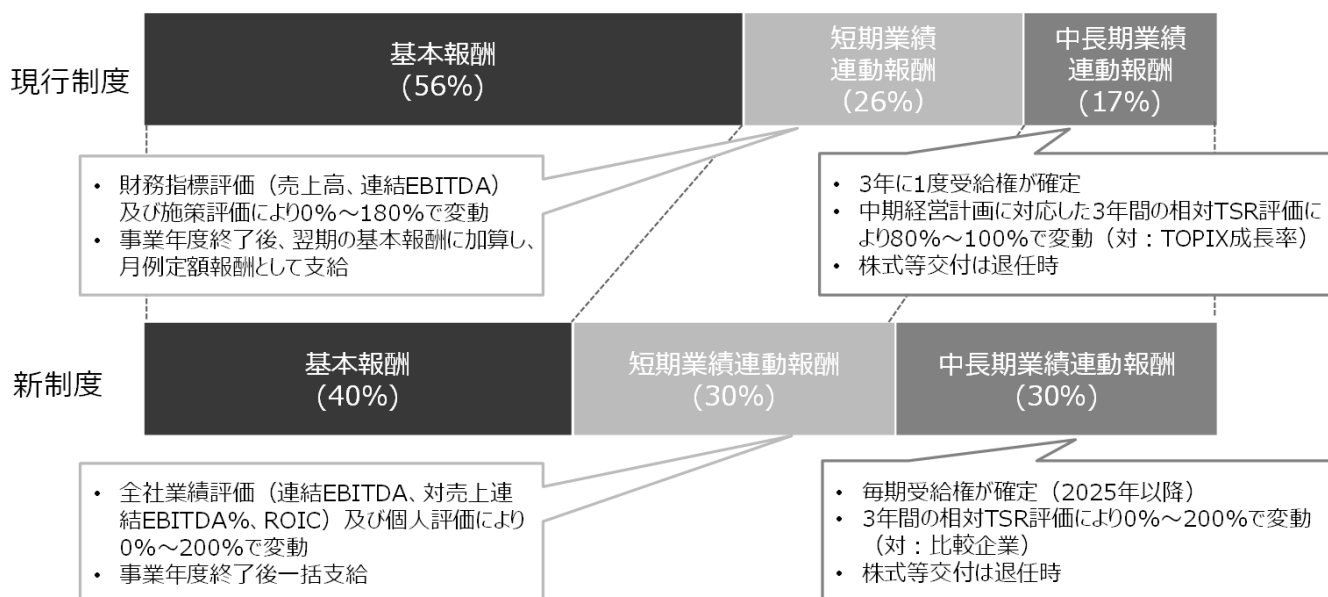 現行制度
基本報酬
(56%)
短期業績
連動報酬
(26%)
中長期業績
連動報酬
(17%)
• 財務指標評価（売上高、連結EBITDA）
及び施策評価により0%～180%で変動
• 事業年度終了後、翌期の基本報酬に加算し、
月例定額報酬として支給
• 3年に1度受給権が確定
• 中期経営計画に対応した3年間の相対TSR評価に
より80%～100%で変動（対：TOPIX成長率）
• 株式等交付は退任時
新制度
基本報酬
(40%)
短期業績連動報酬
(30%)
中長期業績連動報酬
(30%)
• 全社業績評価（連結EBITDA、対売上連
結EBITDA%、ROIC）及び個人評価により
0%～200%で変動
• 事業年度終了後一括支給
• 毎期受給権が確定（2025年以降）
• 3年間の相対TSR評価により0%～200%で変動
（対：比較企業）
• 株式等交付は退任時